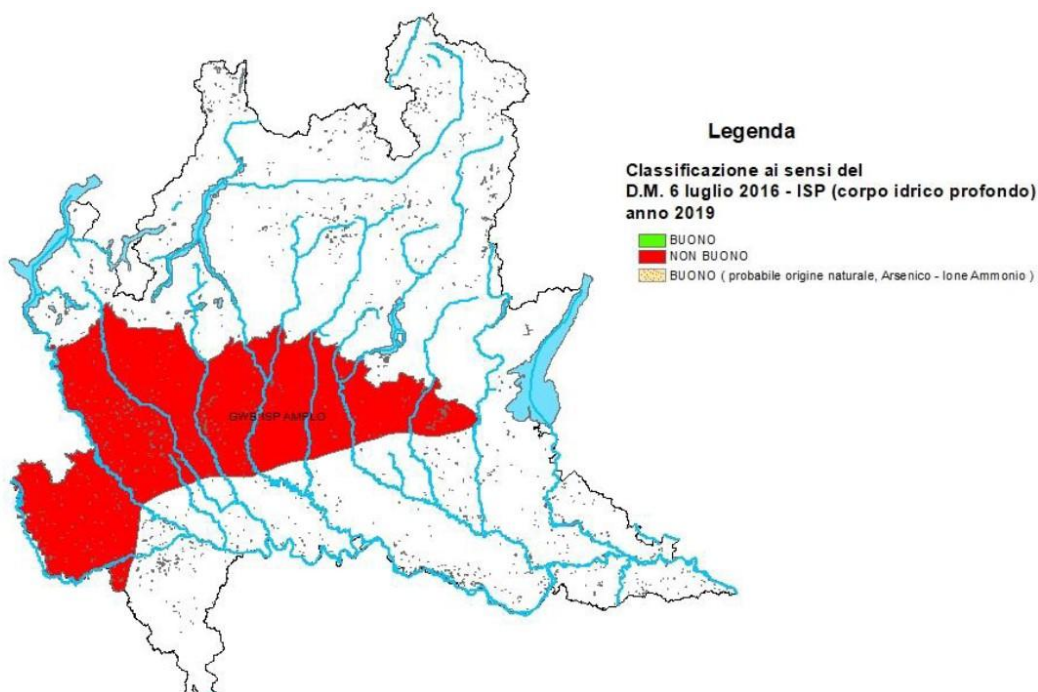 Legenda
Classificazione ai sensi del
D.M. 6 luglio 2016 - ISP (corpo idrico profondo)
anno 2019
BUONO
NON BUONO
BUONO ( probabile origine naturale, Arsenico - Ione Ammonio )
GWB ISP AMPLO